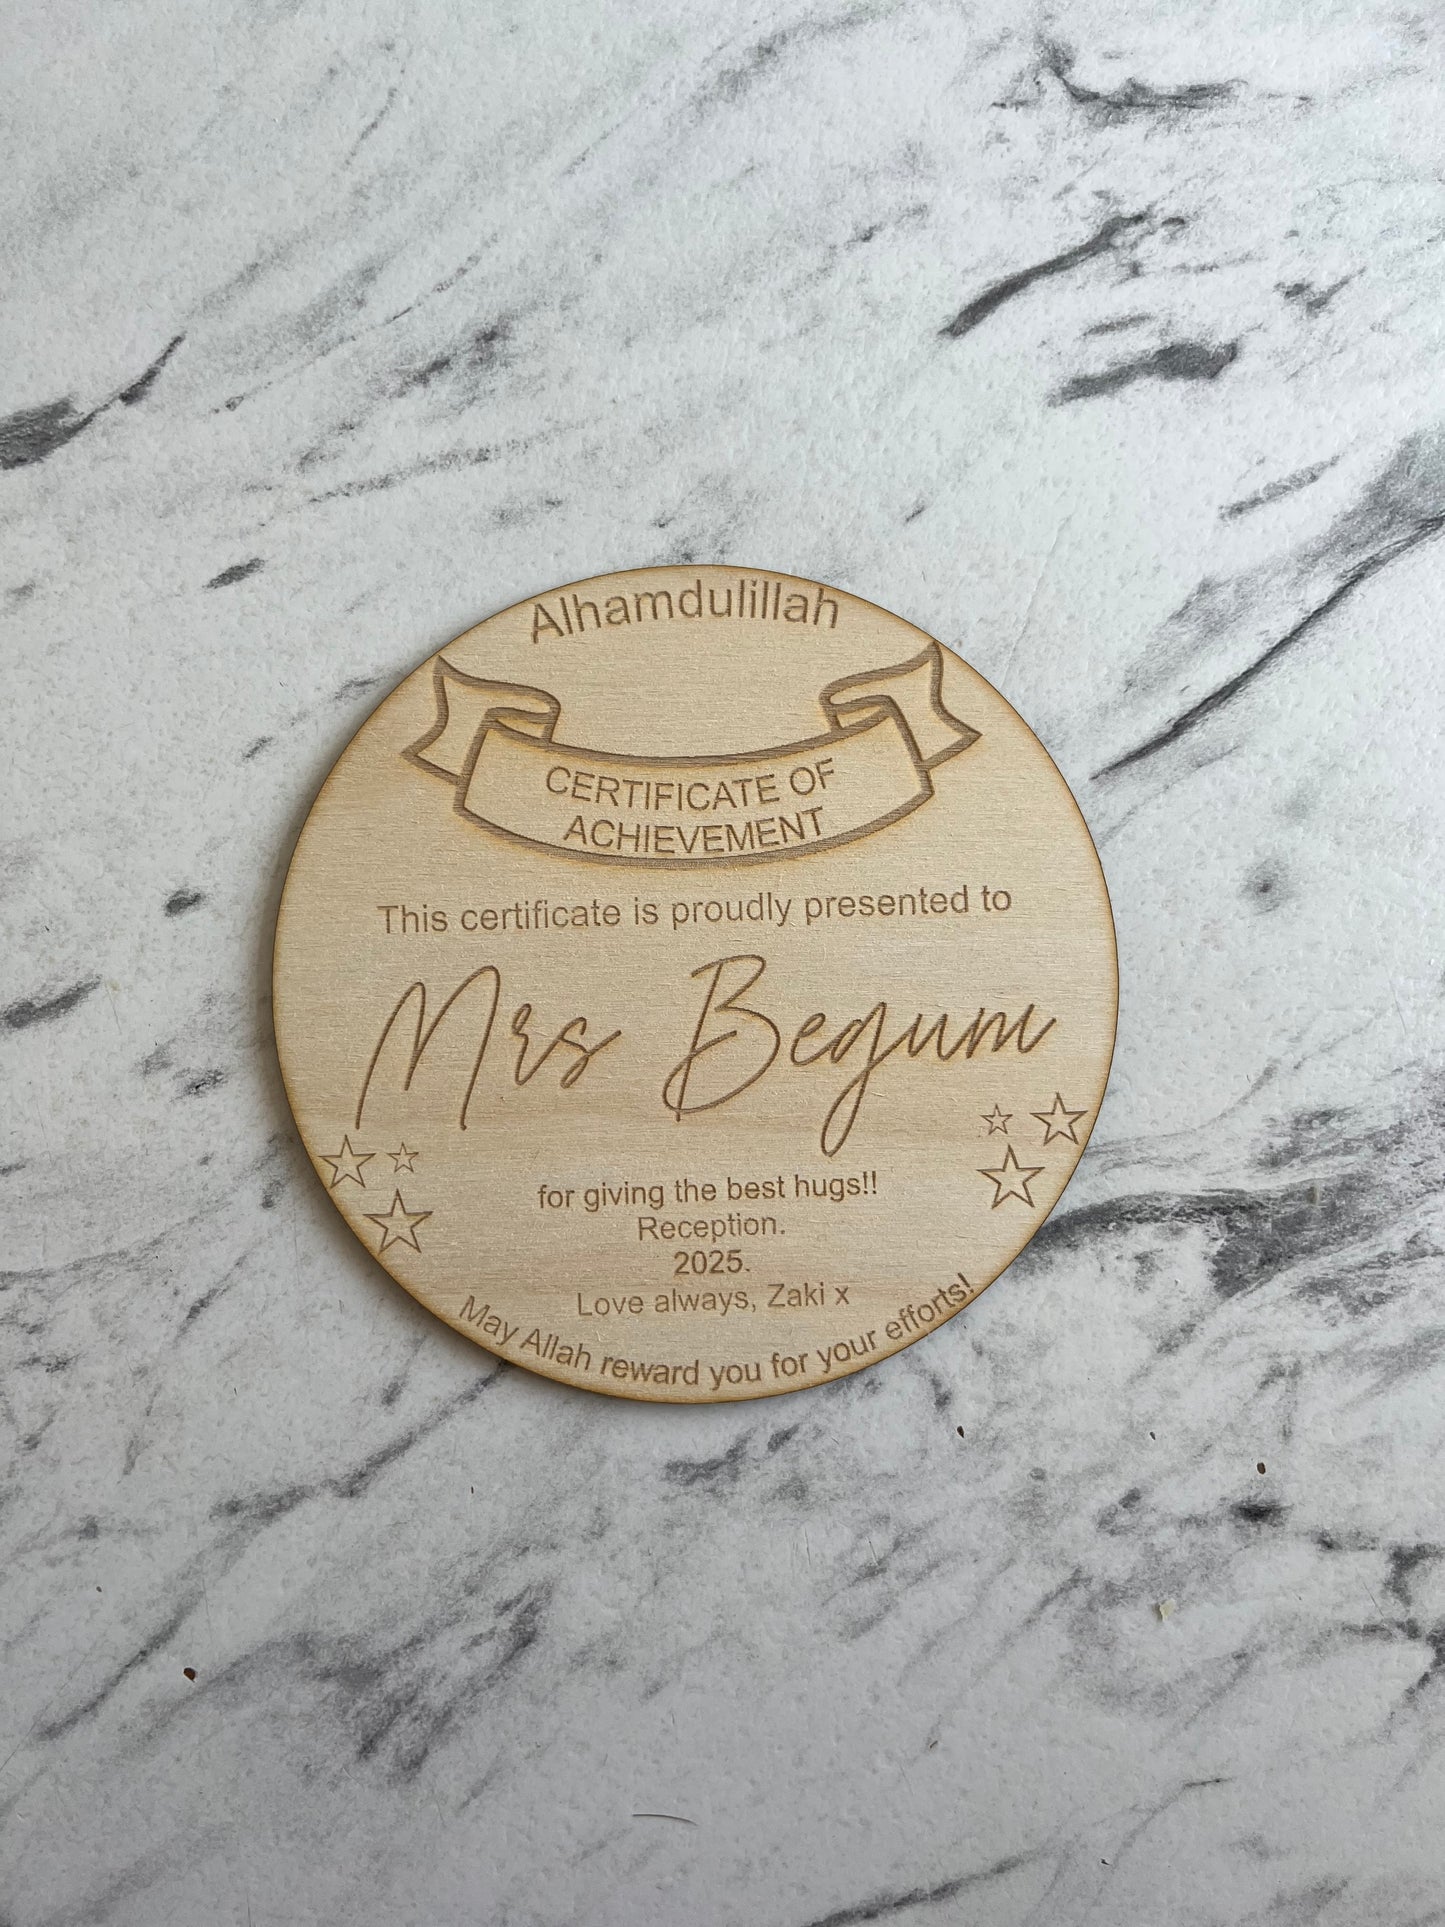 Alhamdulillah
CERTIFICATE OF
ACHIEVEMENT
This certificate is proudly presented to
Mrs Begum
for giving the best hugs!!
Reception.
2025.
Love always, Zaki x
May Allah reward you for your efforts!